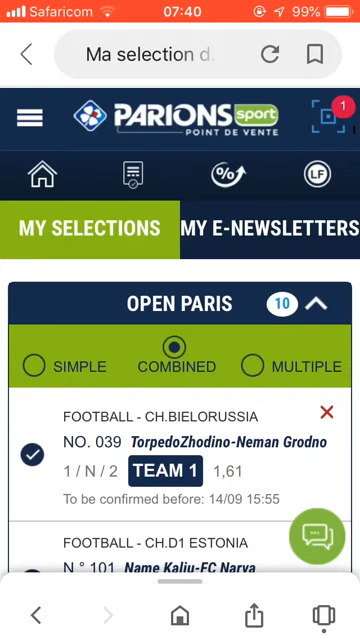 Safaricom 07:40 99%
Ma selection d.
PARIONS sport
POINT DE VENTE
1
% LF
MY SELECTIONS MY E-NEWSLETTERS
OPEN PARIS 10
SIMPLE COMBINED MULTIPLE
FOOTBALL - CH.BIELORUSSIA
NO. 039 TorpedoZhodino-Neman Grodno
1 / N / 2 TEAM 1 1,61
To be confirmed before: 14/09 15:55
FOOTBALL - CH.D1 ESTONIA
N ° 101 Name Kalju-FC Narva